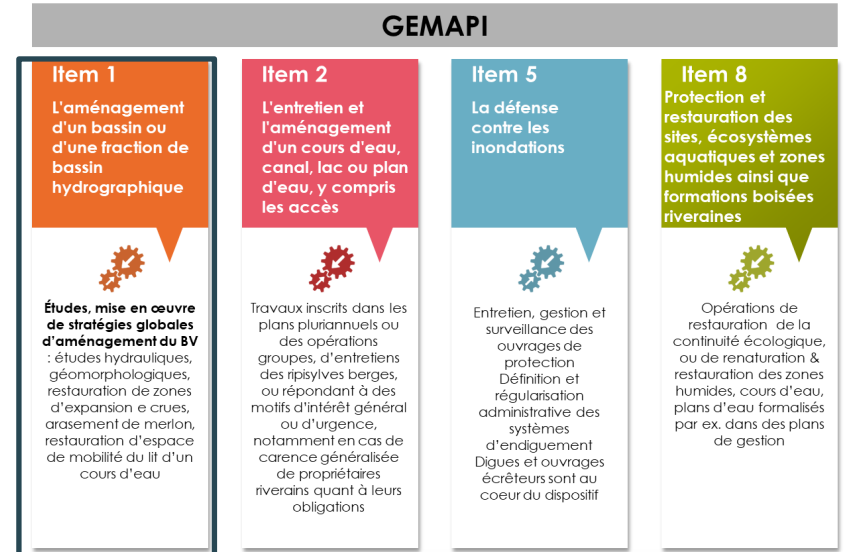 GEMAPI
Item 1
L'aménagement
d'un bassin ou
d'une fraction de
bassin
hydrographique
Études, mise en œuvre
de stratégies globales
d'aménagement du BV
: études hydrauliques,
géomorphologiques,
restauration de zones
d'expansion e crues,
arasement de merlon,
restauration d'espace
de mobilité du lit d'un
cours d'eau
Item 2
L'entretien et
l'aménagement
d'un cours d'eau,
canal, lac ou plan
d'eau, y compris
les accès
Travaux inscrits dans les
plans pluriannuels ou
des opérations
groupes, d'entretiens
des ripisylves berges,
ou répondant à des
motifs d'intérêt général
ou d'urgence,
notamment en cas de
carence généralisée
de propriétaires
riverains quant à leurs
obligations
Item 5
La défense
contre les
inondations
Entretien, gestion et
surveillance des
ouvrages de
protection
Définition et
régularisation
administrative des
systèmes
d'endiguement
Digues et ouvrages
écrêteurs sont au
coeur du dispositif
Item 8
Protection et
restauration des
sites, écosystèmes
aquatiques et zones
humides ainsi que
formations boisées
riveraines
Opérations de
restauration de la
continuité écologique,
ou de renaturation &
restauration des zones
humides, cours d'eau,
plans d'eau formalisés
par ex. dans des plans
de gestion